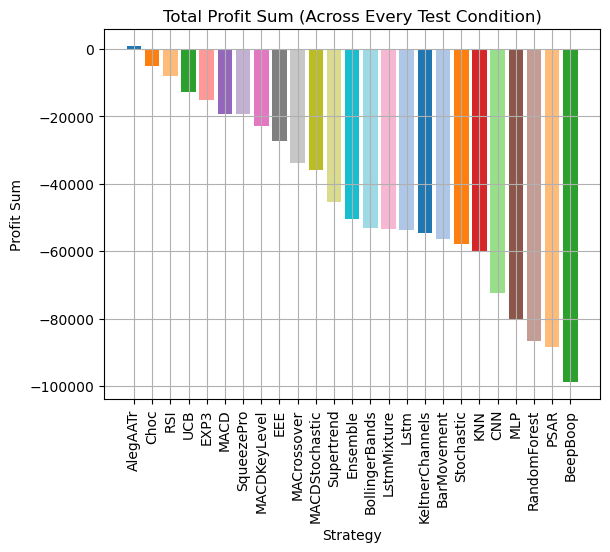 Total Profit Sum (Across Every Test Condition)
0
−20000
−40000
−60000
−80000
−100000
Profit Sum
AlegAATr
Choc
RSI
UCB
EXP3
MACD
SqueezePro
MACDKeyLevel
EEE
MACrossover
MACDStochastic
Supertrend
Ensemble
BollingerBands
LstmMixture
Lstm
KeltnerChannels
BarMovement
Stochastic
KNN
CNN
MLP
RandomForest
PSAR
BeepBoop
Strategy